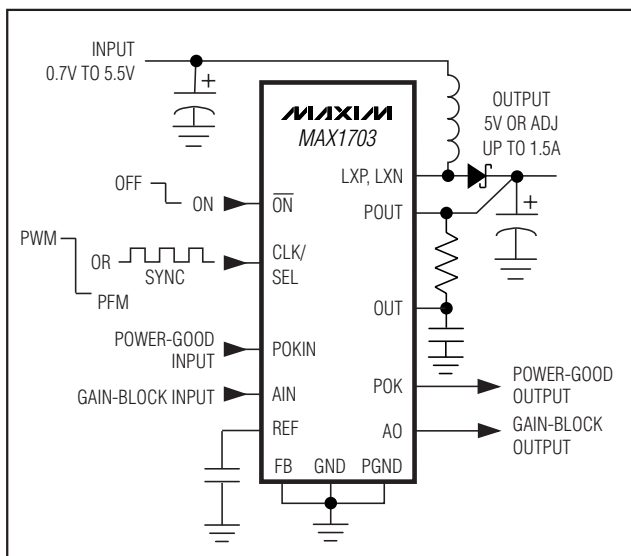 INPUT
0.7V TO 5.5V
MAXIM
MAX1703
OUTPUT
5V OR ADJ
UP TO 1.5A
LXP, LXN
OFF
ON
ON
POUT
PWM
OR
SYNC
PFM
CLK/
SEL
OUT
POWER-GOOD
INPUT
POKIN
GAIN-BLOCK INPUT
AIN
POK
POWER-GOOD
OUTPUT
REF
AO
GAIN-BLOCK
OUTPUT
FB GND PGND